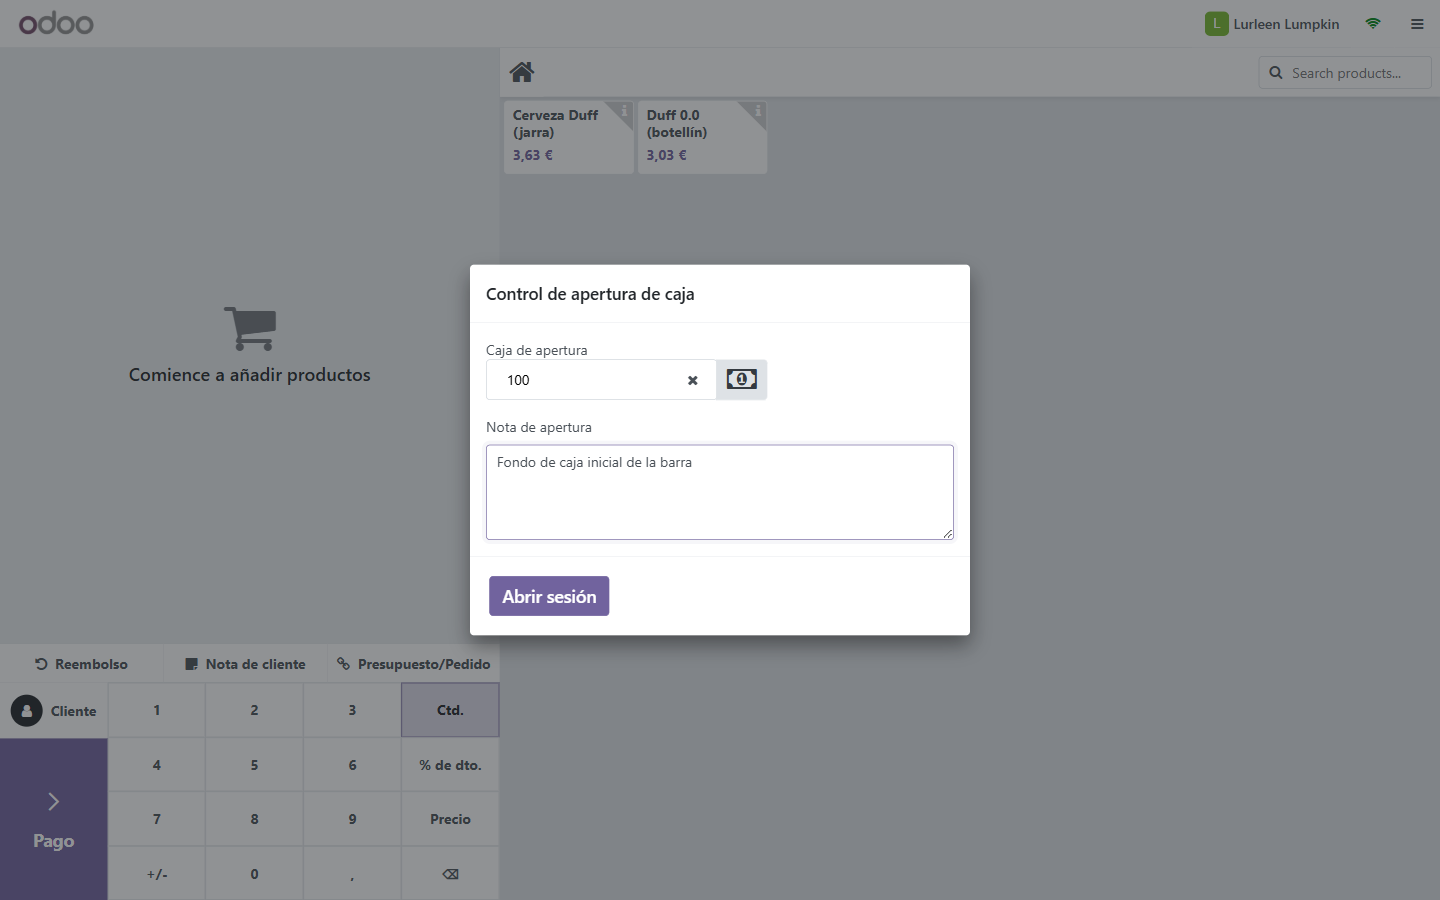 odoo
L Lurleen Lumpkin
Search products...
Cerveza Duff (jarra)
3,63 €
Duff 0.0 (botellín)
3,03 €
Comience a añadir productos
Control de apertura de caja
Caja de apertura
100
Nota de apertura
Fondo de caja inicial de la barra
Abrir sesión
Reembolso
Nota de cliente
Presupuesto/Pedido
Cliente
1 2 3 Ctd.
4 5 6 % de dto.
7 8 9 Precio
Pago
+/- 0 , ⌫